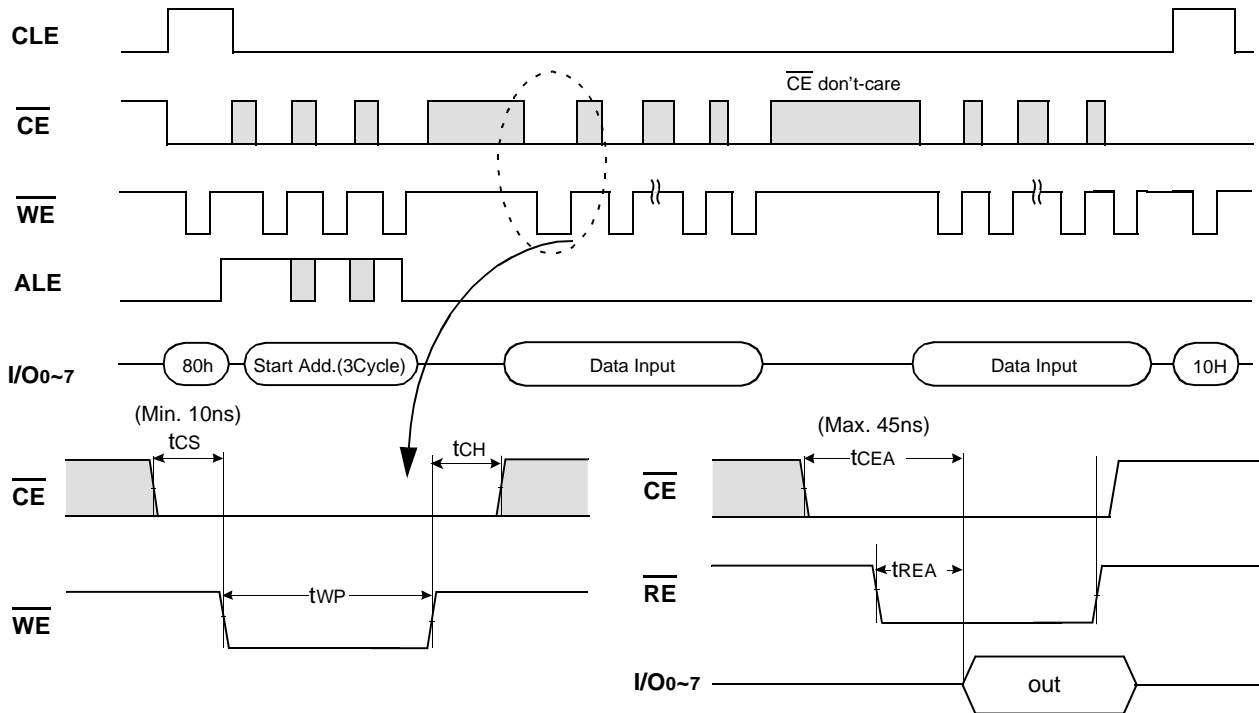 CLE
CE don't-care
CE
WE
ALE
I/O0~7
80h
Start Add.(3Cycle)
Data Input
Data Input
10H
(Min. 10ns)
tCS
tCH
CE
tWP
WE
(Max. 45ns)
tCEA
CE
tREA
RE
I/O0~7
out